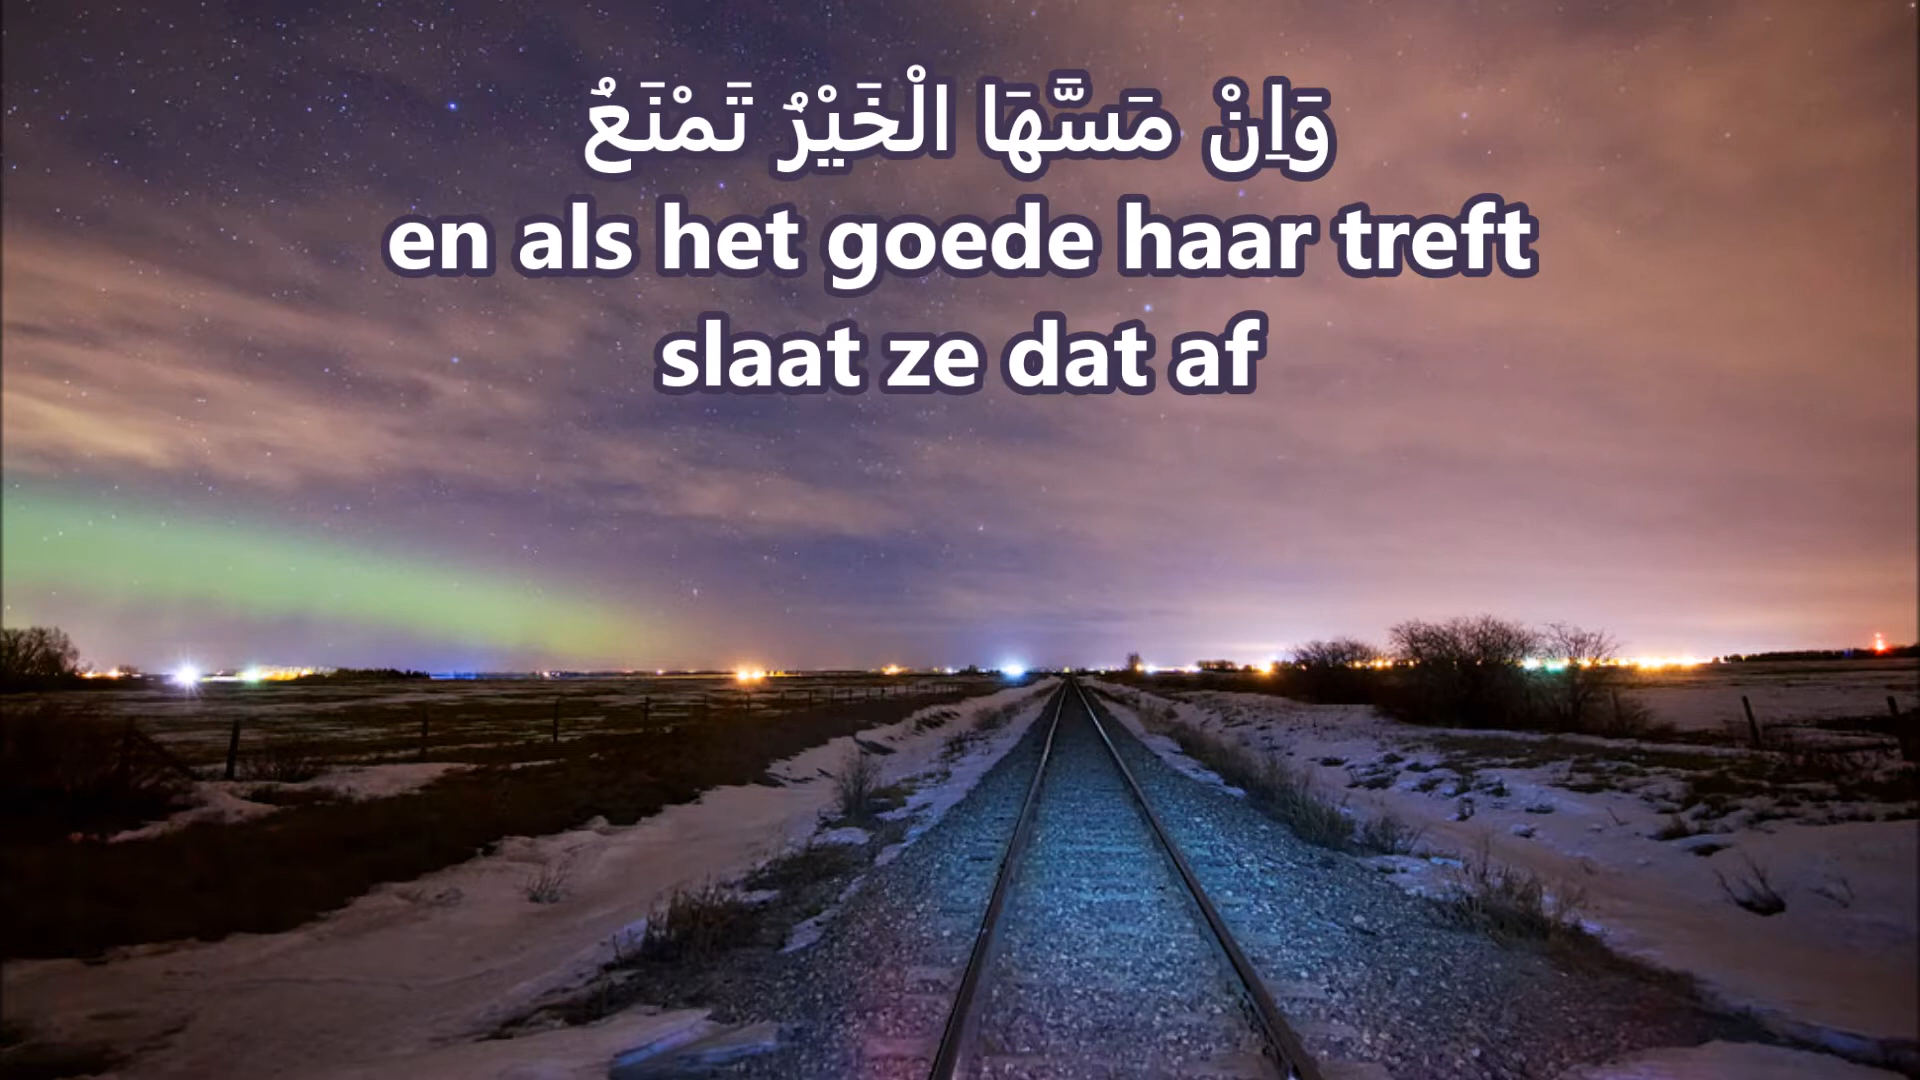 وَاِنْ مَسَّهَا الْخَيْرُ تَمْنَعُ
en als het goede haar treft
slaat ze dat af